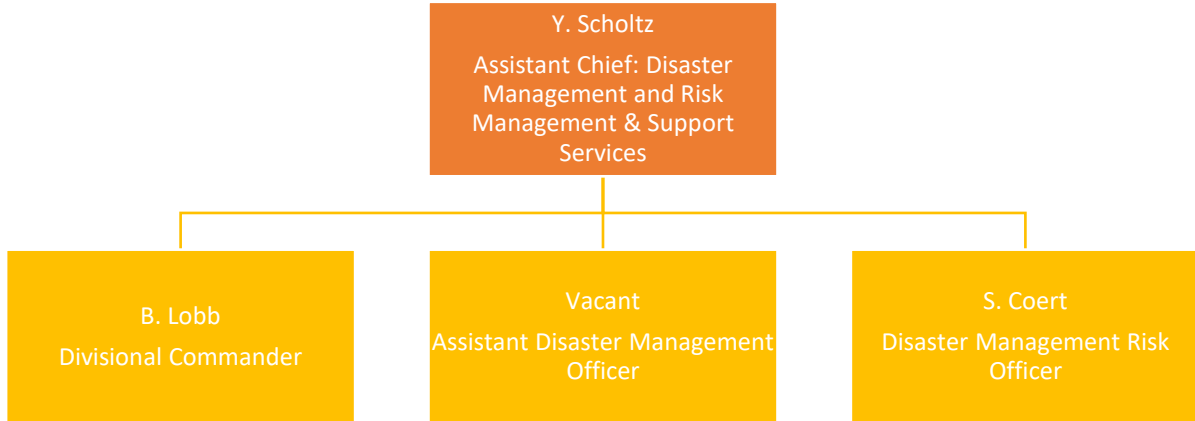 Y. Scholtz
Assistant Chief: Disaster
Management and Risk
Management & Support
Services
B. Lobb
Divisional Commander
Vacant
Assistant Disaster Management
Officer
S. Coert
Disaster Management Risk
Officer